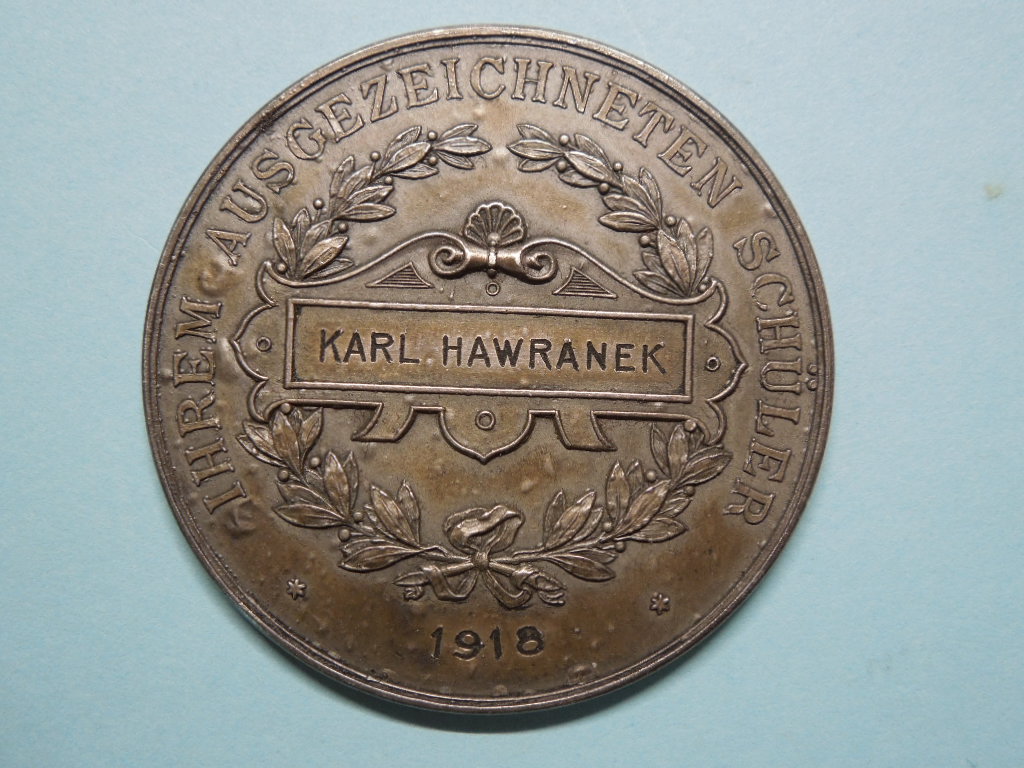 IHREM AUSGEZEICHNETEN SCHÜLER
KARL HAWRANEK
1918